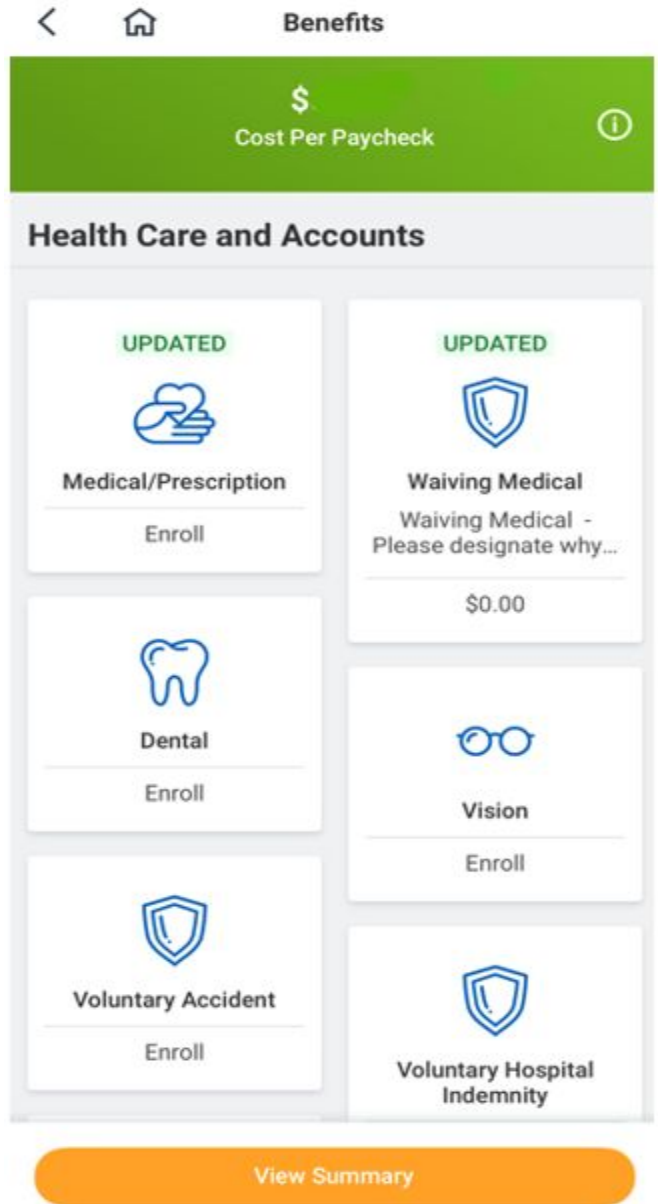 Benefits
$
Cost Per Paycheck
Health Care and Accounts
UPDATED
Medical/Prescription
Enroll
UPDATED
Waiving Medical
Waiving Medical -
Please designate why...
$0.00
Dental
Enroll
Vision
Enroll
Voluntary Accident
Enroll
Voluntary Hospital
Indemnity
View Summary